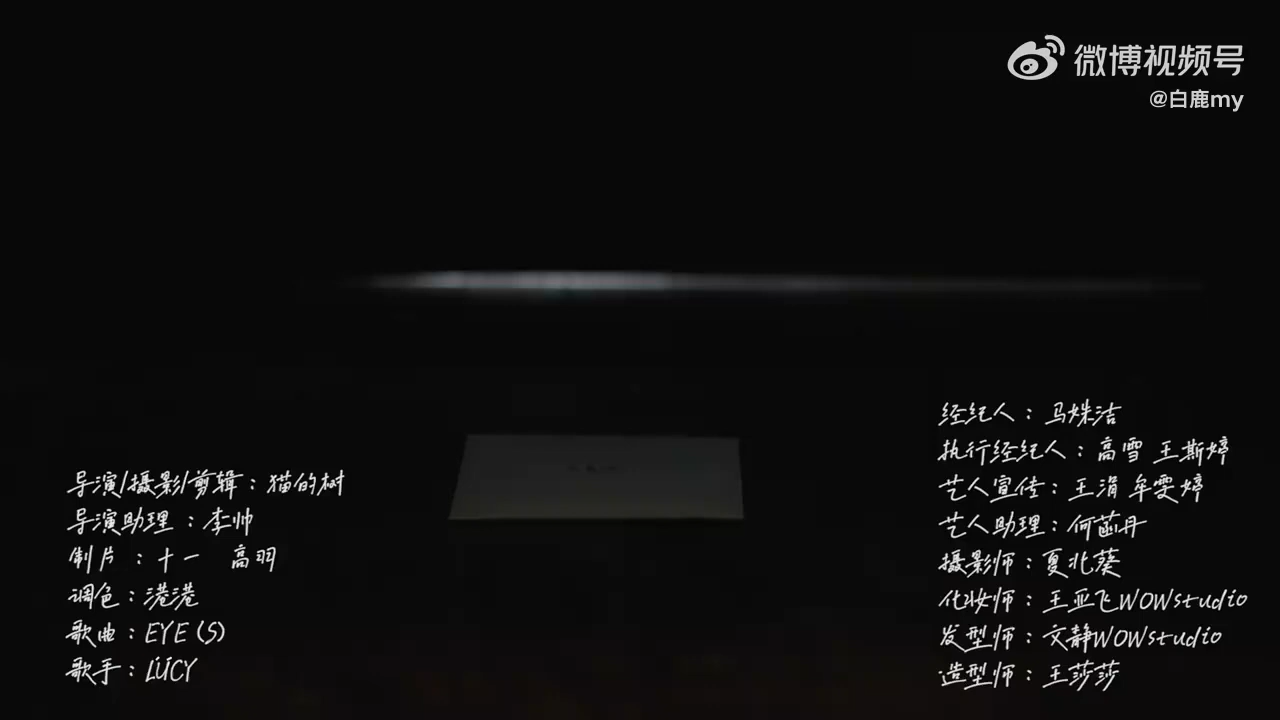 微博视频号
@白鹿my
导演/摄影/剪辑：猫的树
导演助理：李帅
制片：十一 高羽
调色：港港
歌曲：EYE(S)
歌手：LUCY
经纪人：马姝洁
执行经纪人：高雪 王斯婷
艺人宣传：王涓 牟雯婷
艺人助理：何菡丹
摄影师：夏北葵
化妆师：王亚飞WOWstudio
发型师：文静WOWstudio
造型师：王莎莎